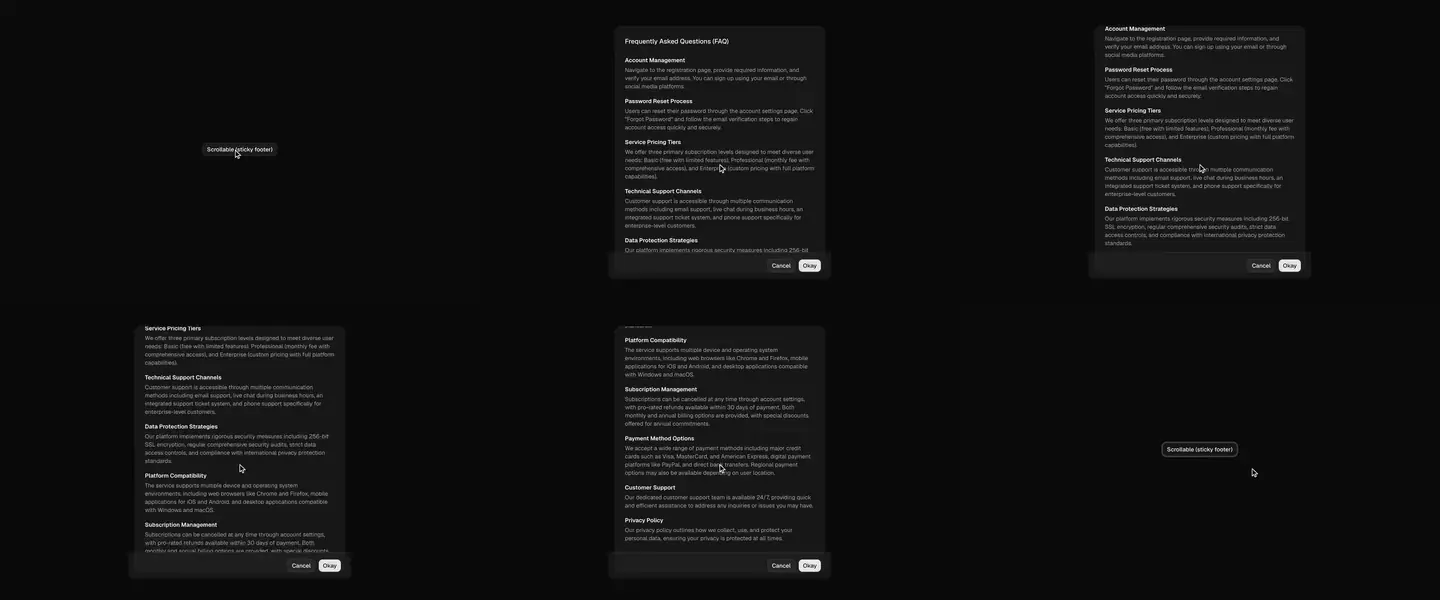 Scrollable (sticky footer)
Frequently Asked Questions (FAQ)
Account Management
Navigate to the registration page, provide required information, and
verify your email address. You can sign up using your email or through
social media platforms.
Password Reset Process
Users can reset their password through the account settings page. Click
"Forgot Password" and follow the email verification steps to regain
account access quickly and securely.
Service Pricing Tiers
We offer three primary subscription levels designed to meet diverse user
needs: Basic (free with limited features), Professional (monthly fee with
comprehensive access), and Enterprise (custom pricing with full platform
capabilities).
Technical Support Channels
Customer support is accessible through multiple communication
methods including email support, live chat during business hours, an
integrated support ticket system, and phone support specifically for
enterprise-level customers.
Data Protection Strategies
Our platform implements rigorous security measures including 256-bit
Cancel Okay
Account Management
Navigate to the registration page, provide required information, and
verify your email address. You can sign up using your email or through
social media platforms.
Password Reset Process
Users can reset their password through the account settings page. Click
"Forgot Password" and follow the email verification steps to regain
account access quickly and securely.
Service Pricing Tiers
We offer three primary subscription levels designed to meet diverse user
needs: Basic (free with limited features), Professional (monthly fee with
comprehensive access), and Enterprise (custom pricing with full platform
capabilities).
Technical Support Channels
Customer support is accessible through multiple communication
methods including email support, live chat during business hours, an
integrated support ticket system, and phone support specifically for
enterprise-level customers.
Data Protection Strategies
Our platform implements rigorous security measures including 256-bit
SSL encryption, regular comprehensive security audits, strict data
access controls, and compliance with international privacy protection
standards.
Cancel Okay
Service Pricing Tiers
We offer three primary subscription levels designed to meet diverse user
needs: Basic (free with limited features), Professional (monthly fee with
comprehensive access), and Enterprise (custom pricing with full platform
capabilities).
Technical Support Channels
Customer support is accessible through multiple communication
methods including email support, live chat during business hours, an
integrated support ticket system, and phone support specifically for
enterprise-level customers.
Data Protection Strategies
Our platform implements rigorous security measures including 256-bit
SSL encryption, regular comprehensive security audits, strict data
access controls, and compliance with international privacy protection
standards.
Platform Compatibility
The service supports multiple device and operating system
environments, including web browsers like Chrome and Firefox, mobile
applications for iOS and Android, and desktop applications compatible
with Windows and macOS.
Subscription Management
Subscriptions can be cancelled at any time through account settings,
with pro-rated refunds available within 30 days of payment. Both
monthly and annual billing options are provided, with special discounts
Cancel Okay
Platform Compatibility
The service supports multiple device and operating system
environments, including web browsers like Chrome and Firefox, mobile
applications for iOS and Android, and desktop applications compatible
with Windows and macOS.
Subscription Management
Subscriptions can be cancelled at any time through account settings,
with pro-rated refunds available within 30 days of payment. Both
monthly and annual billing options are provided, with special discounts
offered for annual commitments.
Payment Method Options
We accept a wide range of payment methods including major credit
cards such as Visa, MasterCard, and American Express, digital payment
platforms like PayPal, and direct bank transfers. Regional payment
options may also be available depending on user location.
Customer Support
Our dedicated customer support team is available 24/7, providing quick
and efficient assistance to address any inquiries or issues you may have.
Privacy Policy
Our privacy policy outlines how we collect, use, and protect your
personal data, ensuring your privacy is protected at all times.
Cancel Okay
Scrollable (sticky footer)